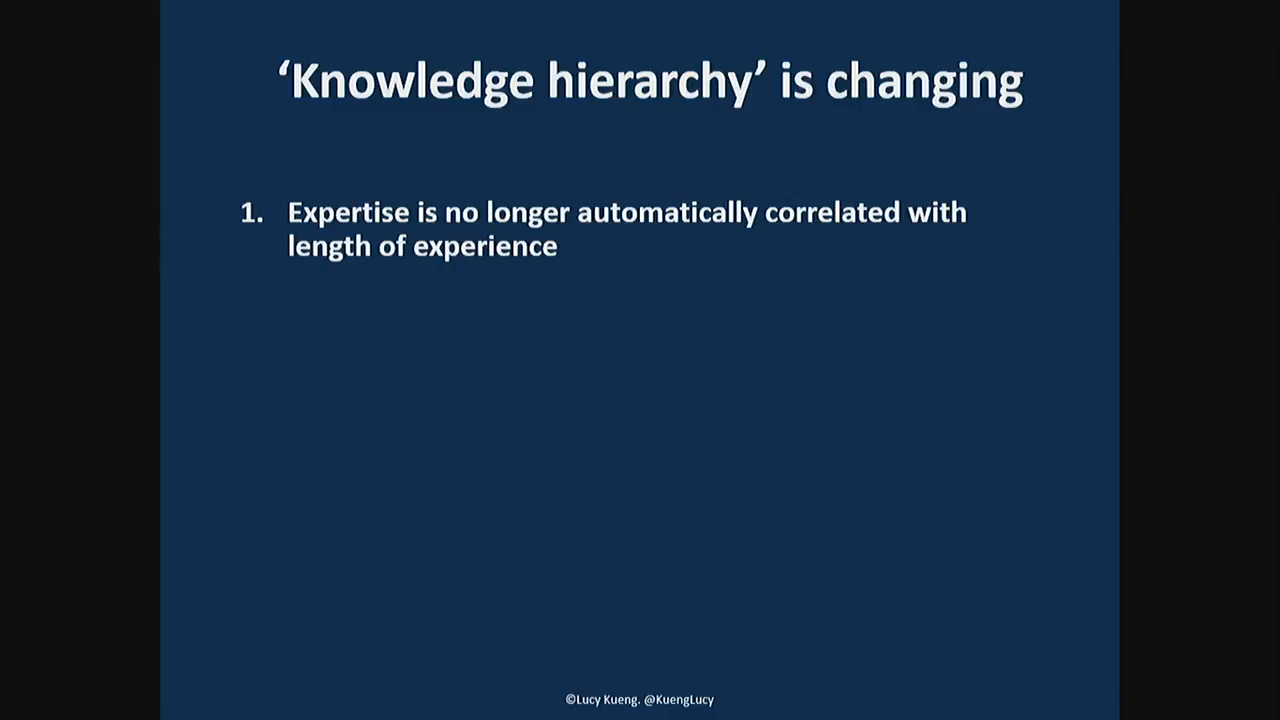 ‘Knowledge hierarchy’ is changing
1. Expertise is no longer automatically correlated with
length of experience
©Lucy Kueng. @KuengLucy